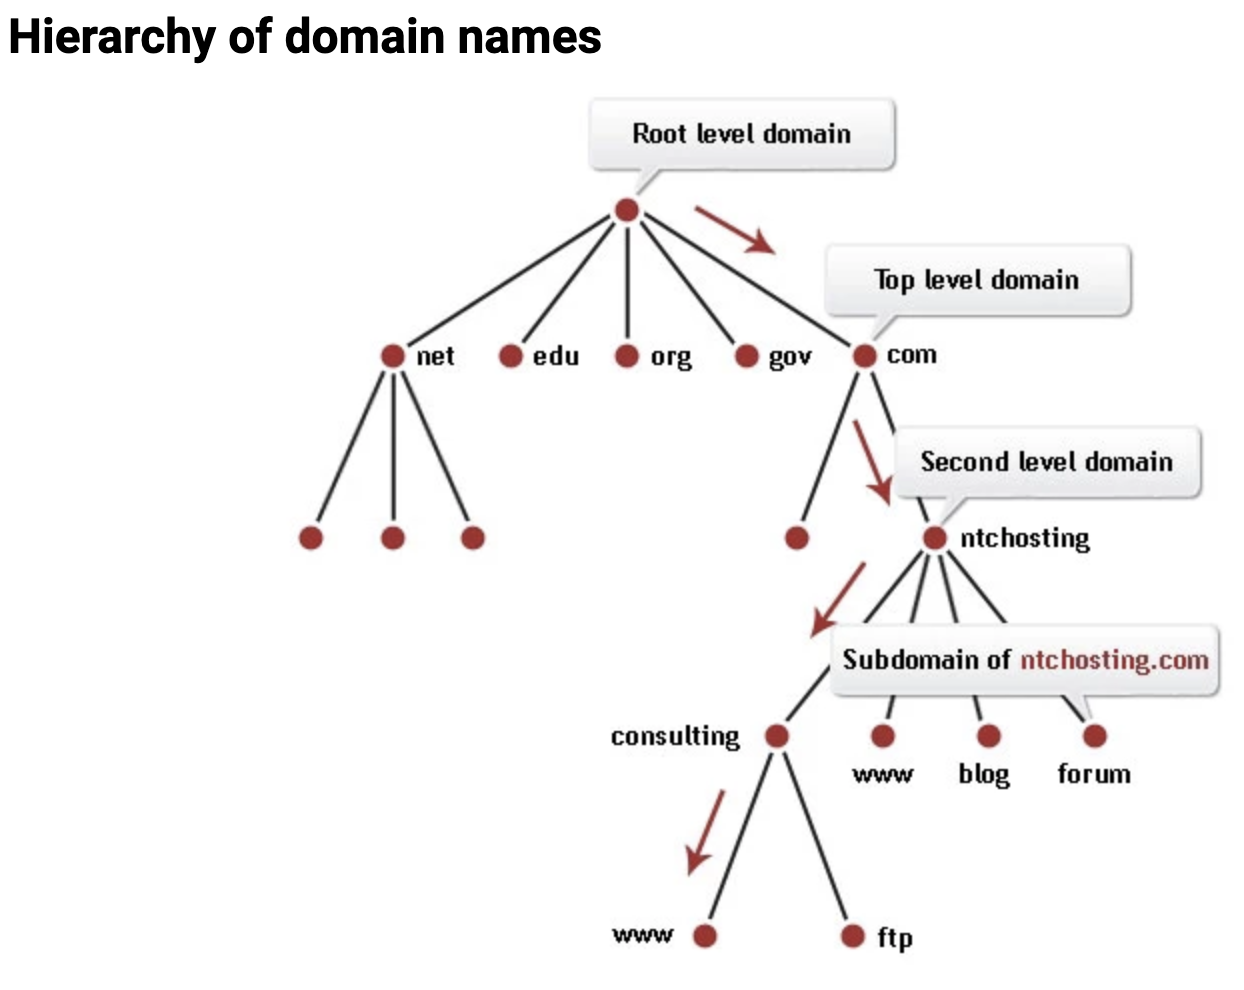 Hierarchy of domain names
Root level domain
Top level domain
net
edu
org
gov
com
Second level domain
ntchosting
Subdomain of ntchosting.com
consulting
www
blog
forum
www
ftp